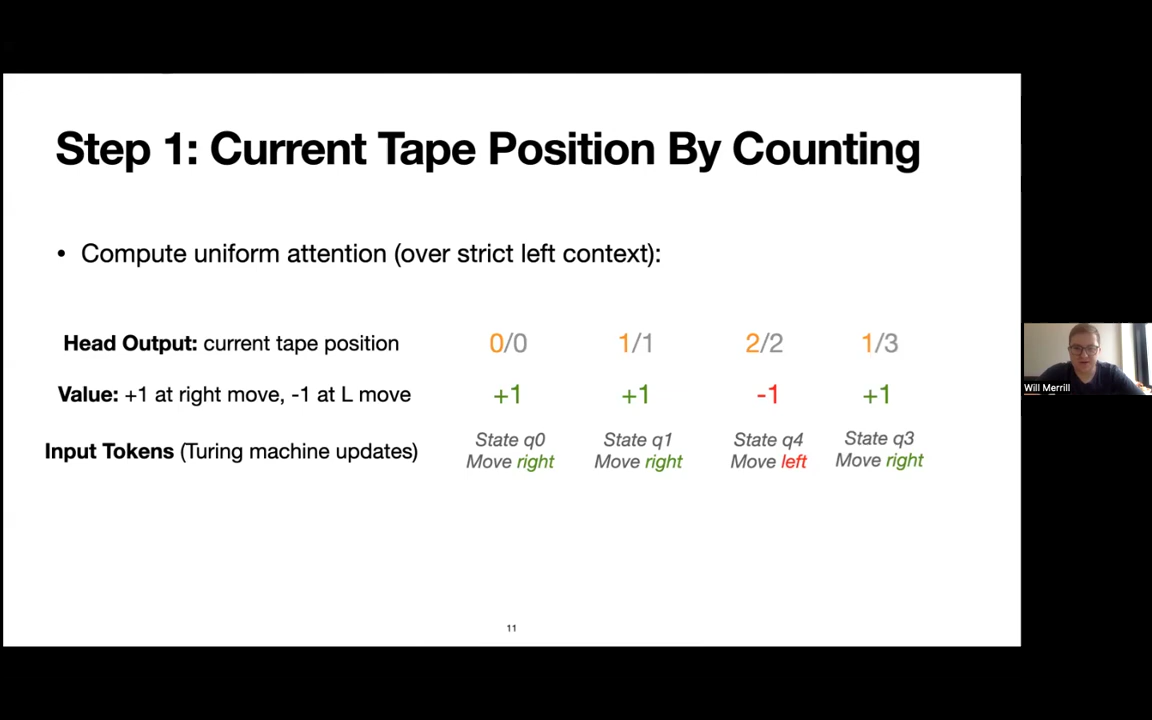 Step 1: Current Tape Position By Counting
• Compute uniform attention (over strict left context):
Head Output: current tape position 0/0 1/1 2/2 1/3
Value: +1 at right move, -1 at L move +1 +1 -1 +1
Input Tokens (Turing machine updates) State q0 Move right State q1 Move right State q4 Move left State q3 Move right
Will Merrill
11